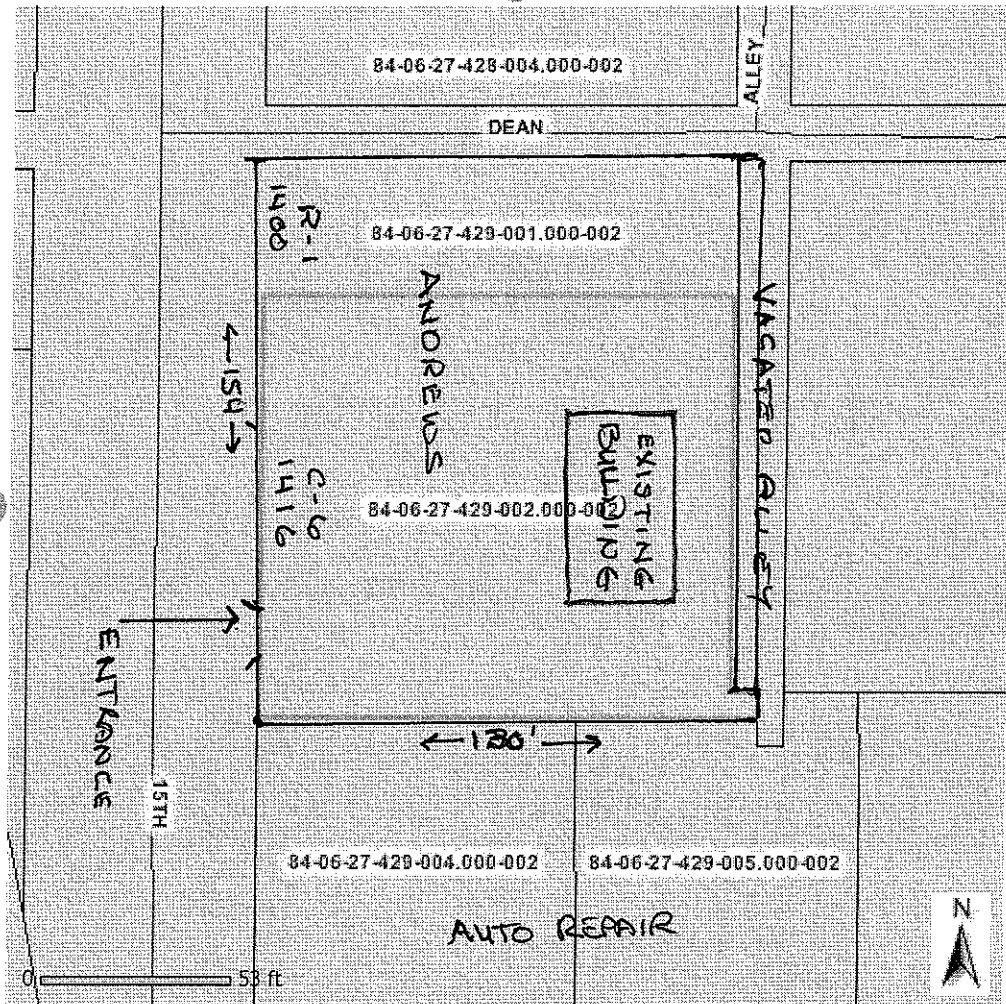 84-06-27-428-004.000-002
ALLEY
DEAN
R-1
1400
84-06-27-429-001.000-002
ANDREWS
VACATED ALLEY
←154'→
EXISTING
BUILDING
C-6
1416
84-06-27-429-002.000-002
ENTRANCE
←130'→
15TH
84-06-27-429-004.000-002
84-06-27-429-005.000-002
AUTO REPAIR
N
0 53 ft